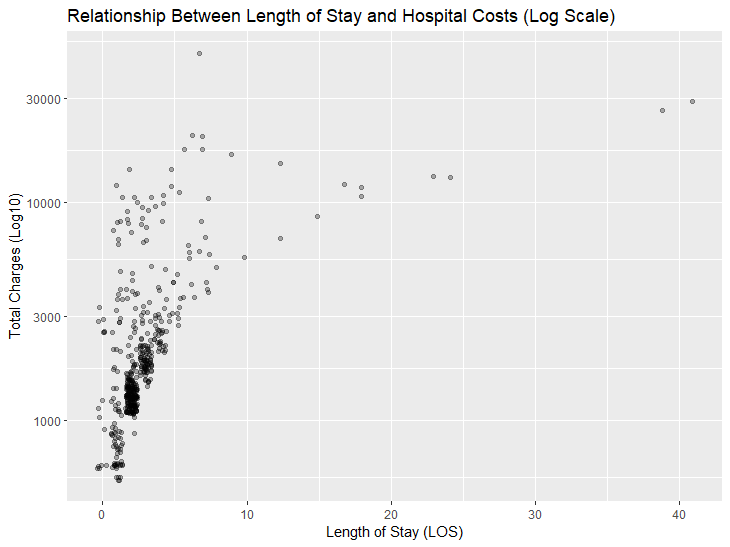 Relationship Between Length of Stay and Hospital Costs (Log Scale)
Total Charges (Log10)
30000
10000
3000
1000
0 10 20 30 40
Length of Stay (LOS)